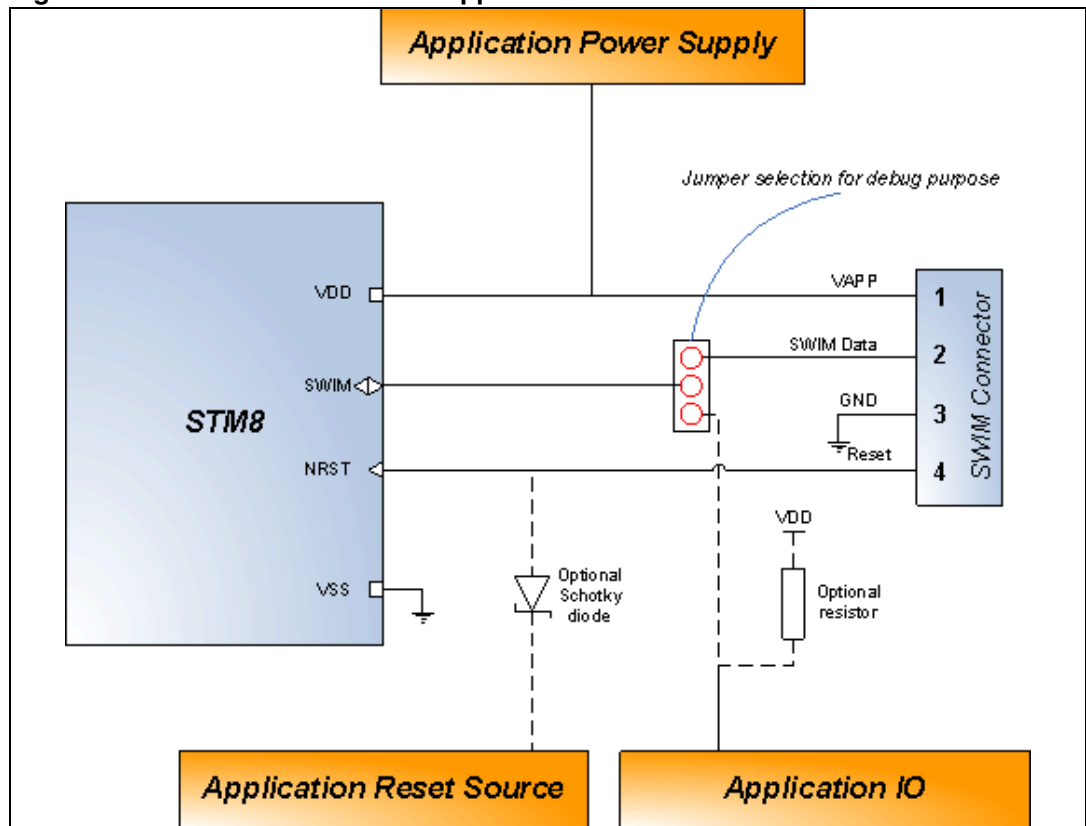 Application Power Supply
Jumper selection for debug purpose
VDD
VAPP
1
SWIM Data
2
SWIM
GND
3
STM8
SWIM Connector
NRST
Reset
4
VDD
VSS
Optional
Schotky
diode
Optional
resistor
Application Reset Source
Application IO